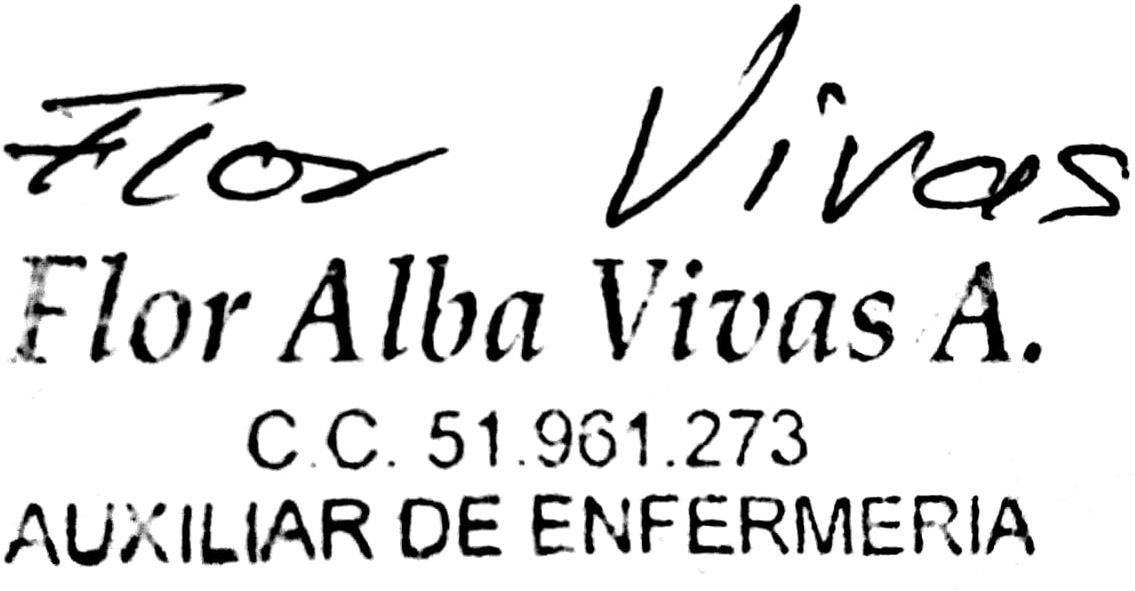 Flor Vivas
Flor Alba Vivas A.
C.C. 51.961.273
AUXILIAR DE ENFERMERIA